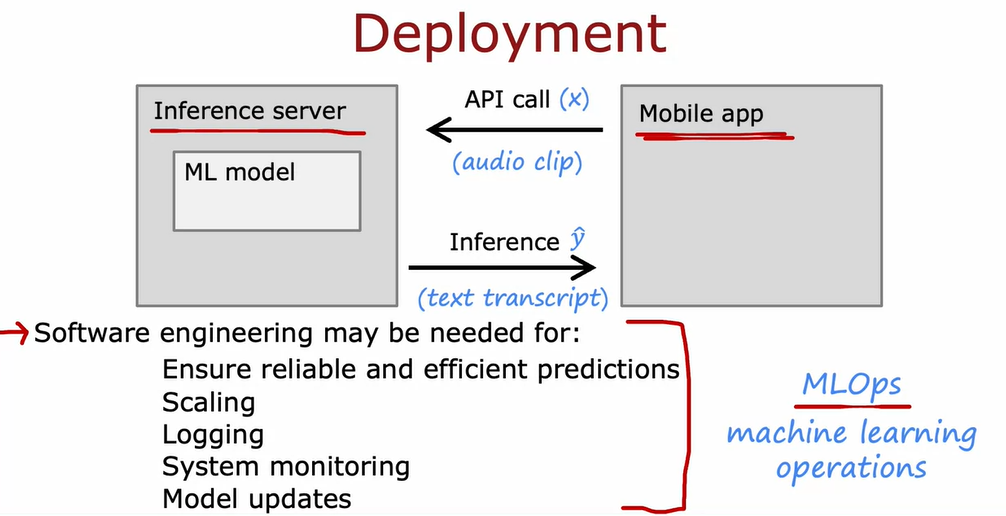 Deployment
Inference server
ML model
API call (x)
(audio clip)
Inference ŷ
(text transcript)
Mobile app
Software engineering may be needed for:
Ensure reliable and efficient predictions
Scaling
Logging
System monitoring
Model updates
MLOps
machine learning
operations